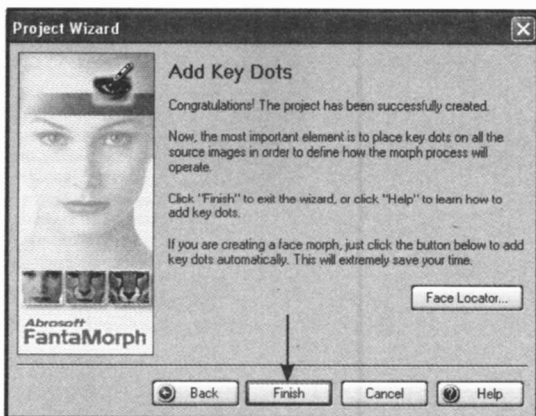 Project Wizard
Add Key Dots
Congratulations! The project has been successfully created.
Now, the most important element is to place key dots on all the
source images in order to define how the morph process will
operate.
Click "Finish" to exit the wizard, or click "Help" to learn how to
add key dots.
If you are creating a face morph, just click the button below to add
key dots automatically. This will extremely save your time.
Face Locator...
Abrosoft
FantaMorph
Back
Finish
Cancel
Help